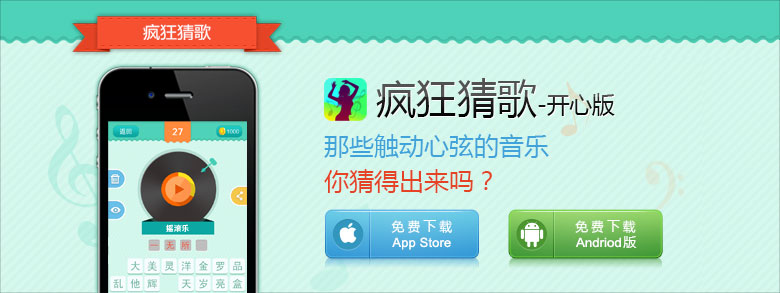 疯狂猜歌
疯狂猜歌-开心版
那些触动心弦的音乐
你猜得出来吗？
免费下载
App Store
免费下载
Andriod版
返回
27
1000
摇滚乐
一 无 所
大 美 灵 洋 金 罗 品
乱 他 辉 天 岁 亮 盒